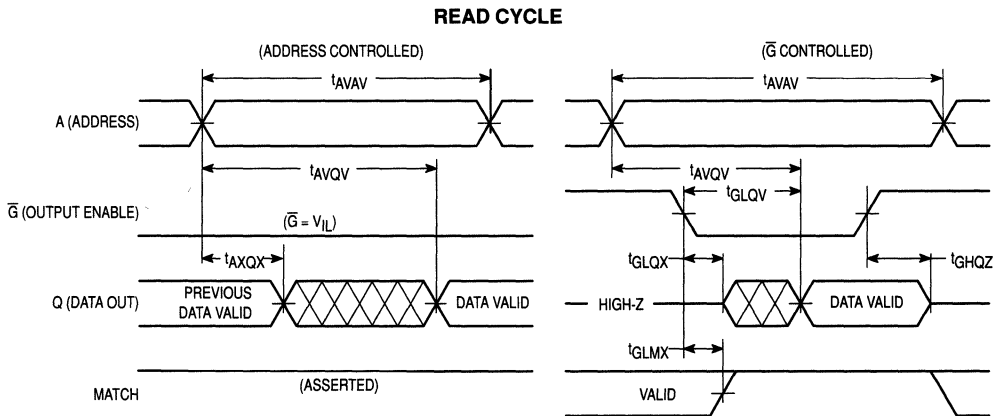 READ CYCLE
(ADDRESS CONTROLLED)
(G̅ CONTROLLED)
tAVAV
tAVAV
A (ADDRESS)
tAVQV
tAVQV
tGLQV
G̅ (OUTPUT ENABLE)
(G̅ = VIL)
tAXQX
tGLQX
tGHQZ
Q (DATA OUT)
PREVIOUS
DATA VALID
DATA VALID
HIGH-Z
DATA VALID
tGLMX
MATCH
(ASSERTED)
VALID